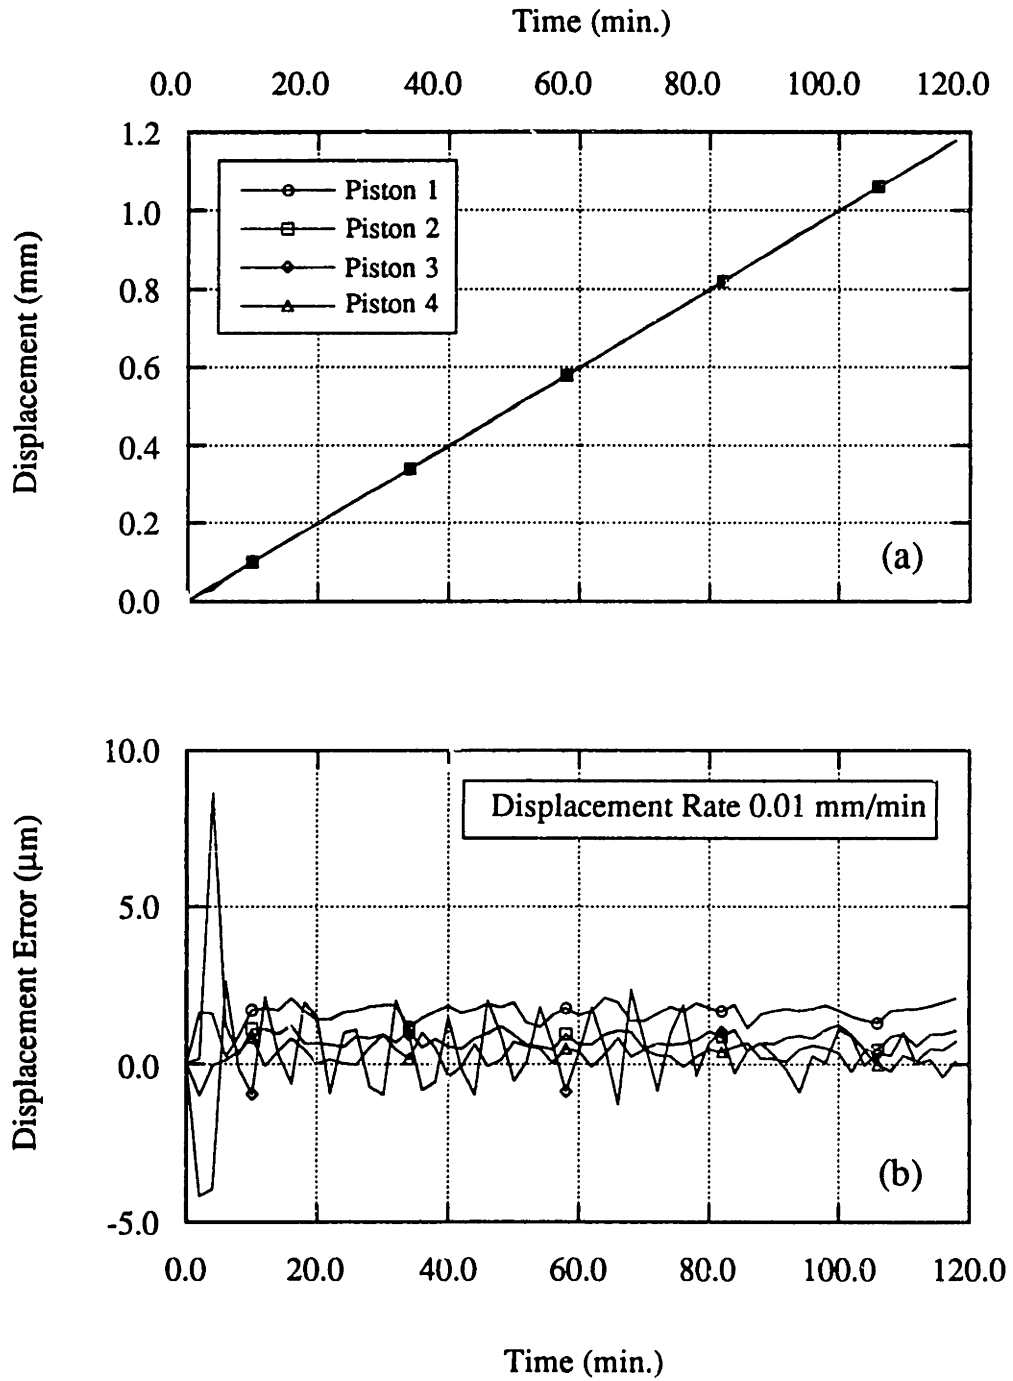 Time (min.)
0.0 20.0 40.0 60.0 80.0 100.0 120.0
1.2
1.0
0.8
0.6
0.4
0.2
0.0
Displacement (mm)
Piston 1
Piston 2
Piston 3
Piston 4
(a)
10.0
5.0
0.0
-5.0
Displacement Error (μm)
Displacement Rate 0.01 mm/min
(b)
0.0 20.0 40.0 60.0 80.0 100.0 120.0
Time (min.)